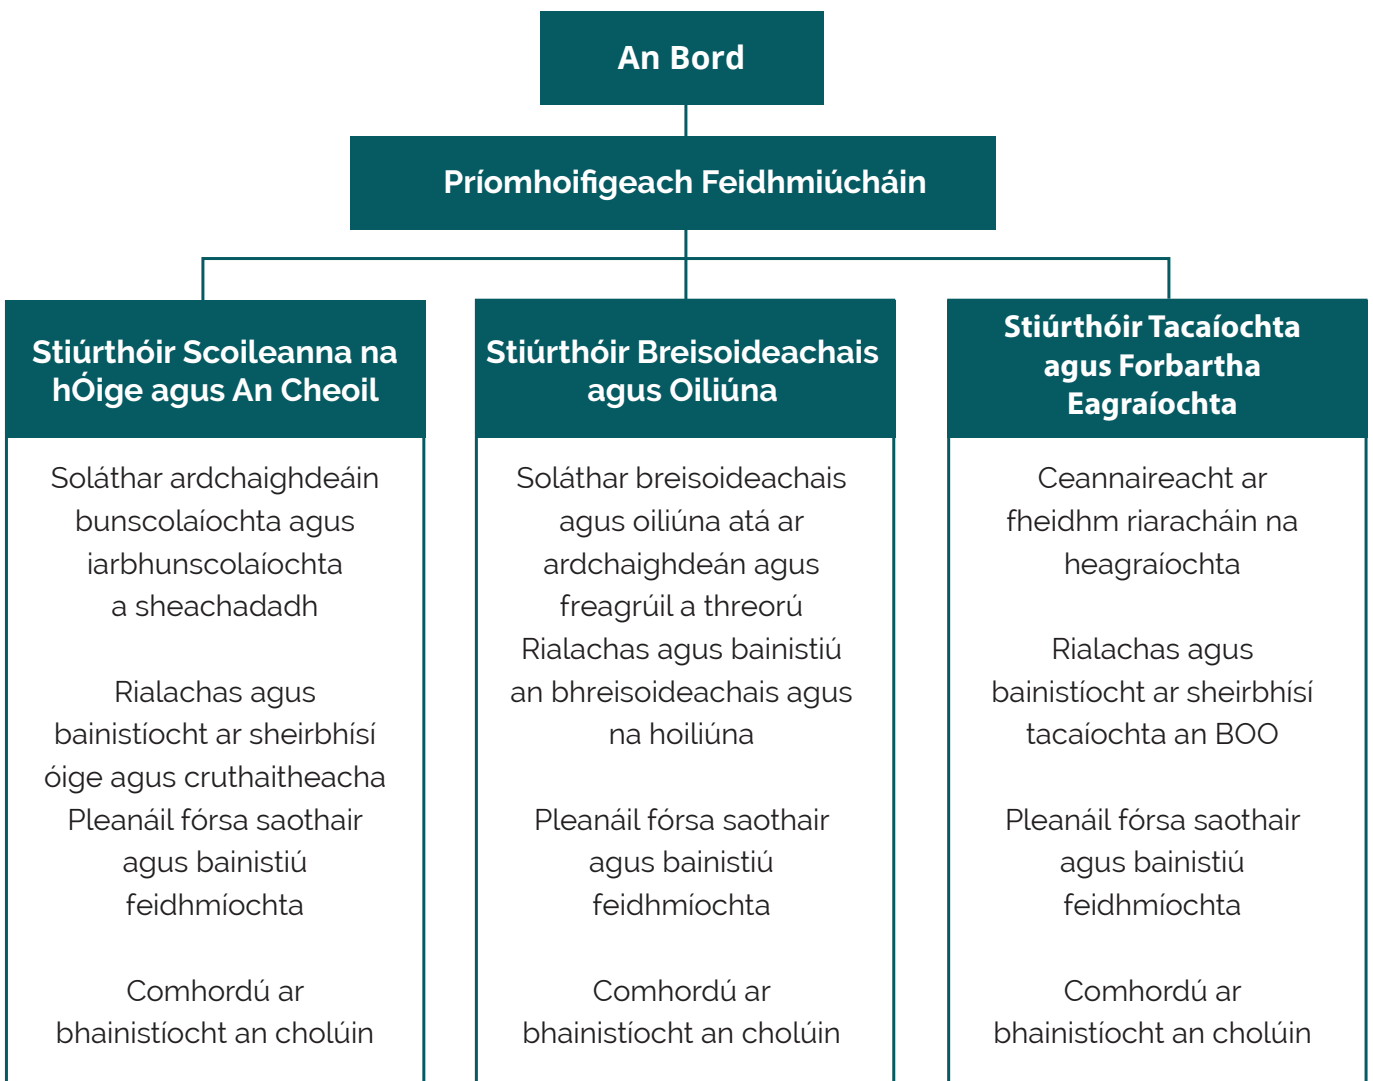 An Bord
Príomhoifigeach Feidhmiúcháin
Stiúrthóir Scoileanna na
hÓige agus An Cheoil
Soláthar ardchaighdeáin
bunscolaíochta agus
iarbhunscolaíochta
a sheachadadh
Rialachas agus
bainistíocht ar sheirbhísí
óige agus cruthaitheacha
Pleanáil fórsa saothair
agus bainistiú
feidhmíochta
Comhordú ar
bhainistíocht an cholúin
Stiúrthóir Breisoideachais
agus Oiliúna
Soláthar breisoideachais
agus oiliúna atá ar
ardchaighdeán agus
freagrúil a threorú
Rialachas agus bainistiú
an bhreisoideachais agus
na hoiliúna
Pleanáil fórsa saothair
agus bainistiú
feidhmíochta
Comhordú ar
bhainistíocht an cholúin
Stiúrthóir Tacaíochta
agus Forbartha
Eagraíochta
Ceannaireacht ar
fheidhm riaracháin na
heagraíochta
Rialachas agus
bainistíocht ar sheirbhísí
tacaíochta an BOO
Pleanáil fórsa saothair
agus bainistiú
feidhmíochta
Comhordú ar
bhainistíocht an cholúin